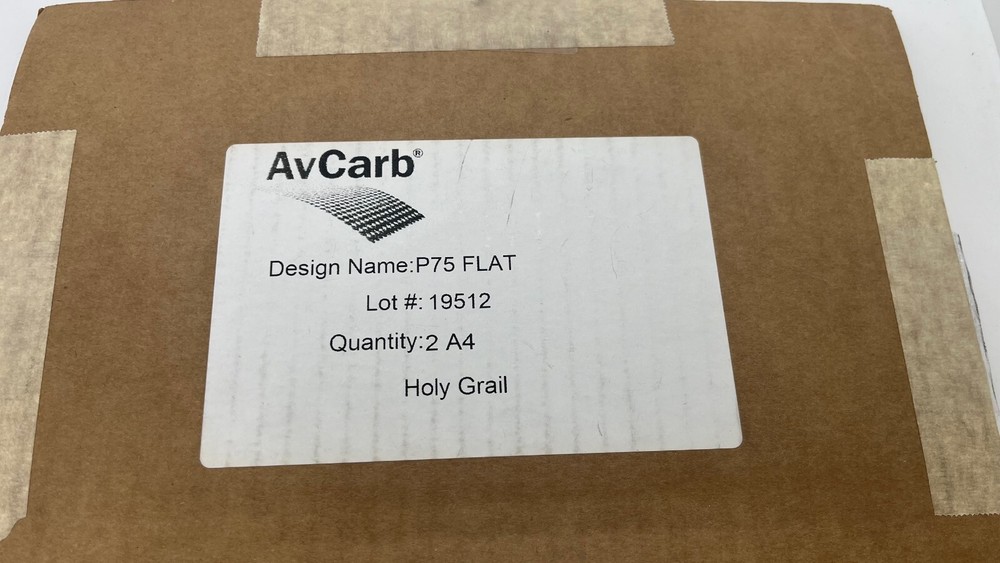 AvCarb®
Design Name:P75 FLAT
Lot #: 19512
Quantity:2 A4
Holy Grail